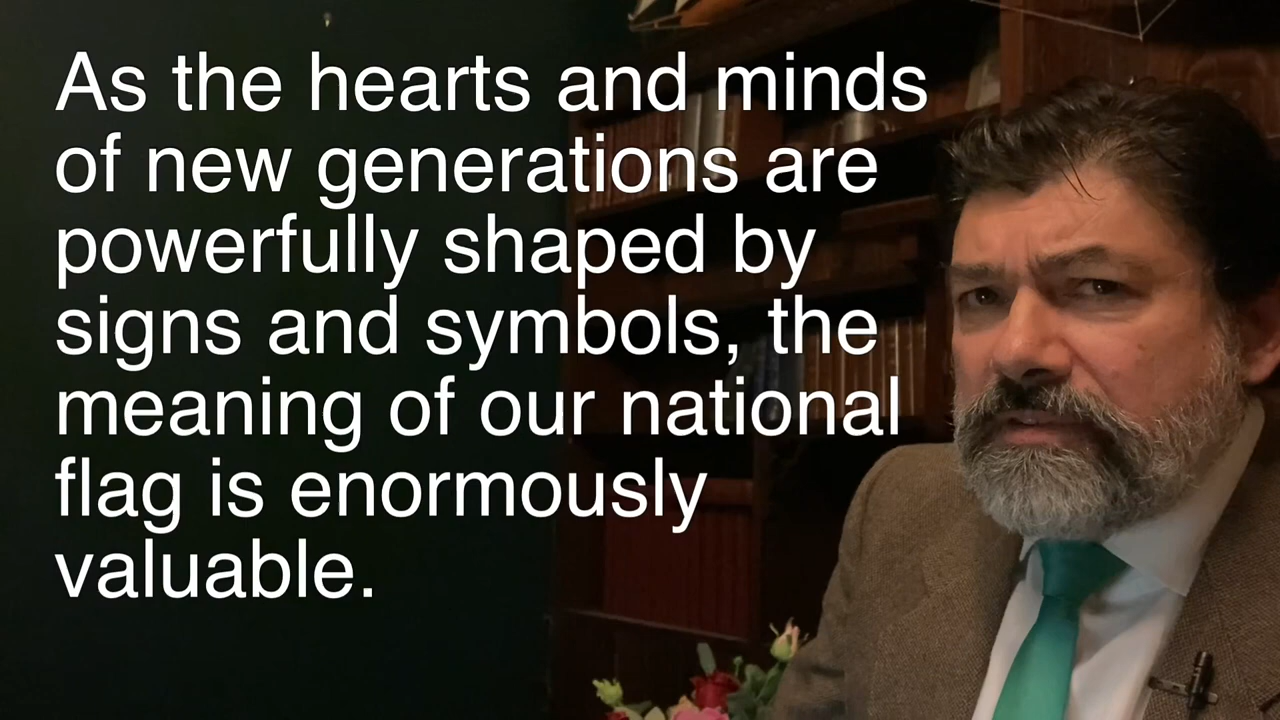 As the hearts and minds
of new generations are
powerfully shaped by
signs and symbols, the
meaning of our national
flag is enormously
valuable.